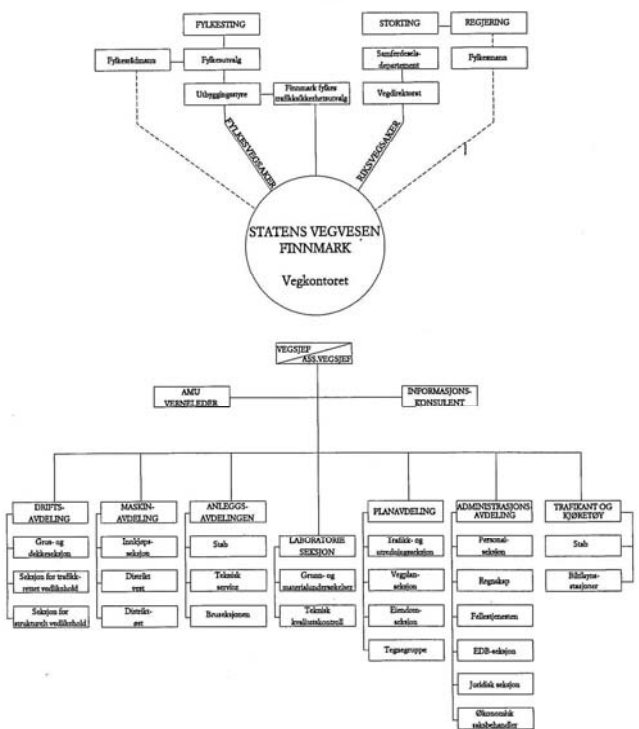 FYLKESTING
STORTING
REGJERING
Fylkesrådmann
Fylkesutvalg
Samferdsels-
departement
Fylkesmann
Utbyggingsstyre
Finnmark fylkes
trafikksikkerhetsutvalg
Vegdirektorat
FYLKESVEGSAKER
RIKSVEGSAKER
STATENS VEGVESEN
FINNMARK
Vegkontoret
VEGSJEF
ASS.VEGSJEF
AMU
VERNELEDER
INFORMASJONS-
KONSULENT
DRIFTS-
AVDELING
Grus- og
dekkeseksjon
Seksjon for trafikk-
rettet vedlikehold
Seksjon for
strukturelt vedlikehold
MASKIN-
AVDELING
Innkjøps-
seksjon
Distrikt
vest
Distrikt-
øst
ANLEGGS-
AVDELINGEN
Stab
Teknisk
service
Bruseksjonen
LABORATORIE
SEKSJON
Grunn- og
materialundersøkelser
Teknisk
kvalitetskontroll
PLANAVDELING
Trafikk- og
utredningsseksjon
Vegplan-
seksjon
Eiendom-
seksjon
Tegnegruppe
ADMINISTRASJONS
AVDELING
Personal-
seksjon
Regnskap
Fellestjenesten
EDB-seksjon
Juridisk seksjon
Økonomisk
saksbehandler
TRAFIKANT OG
KJØRETØY
Stab
Biltilsyns-
stasjoner